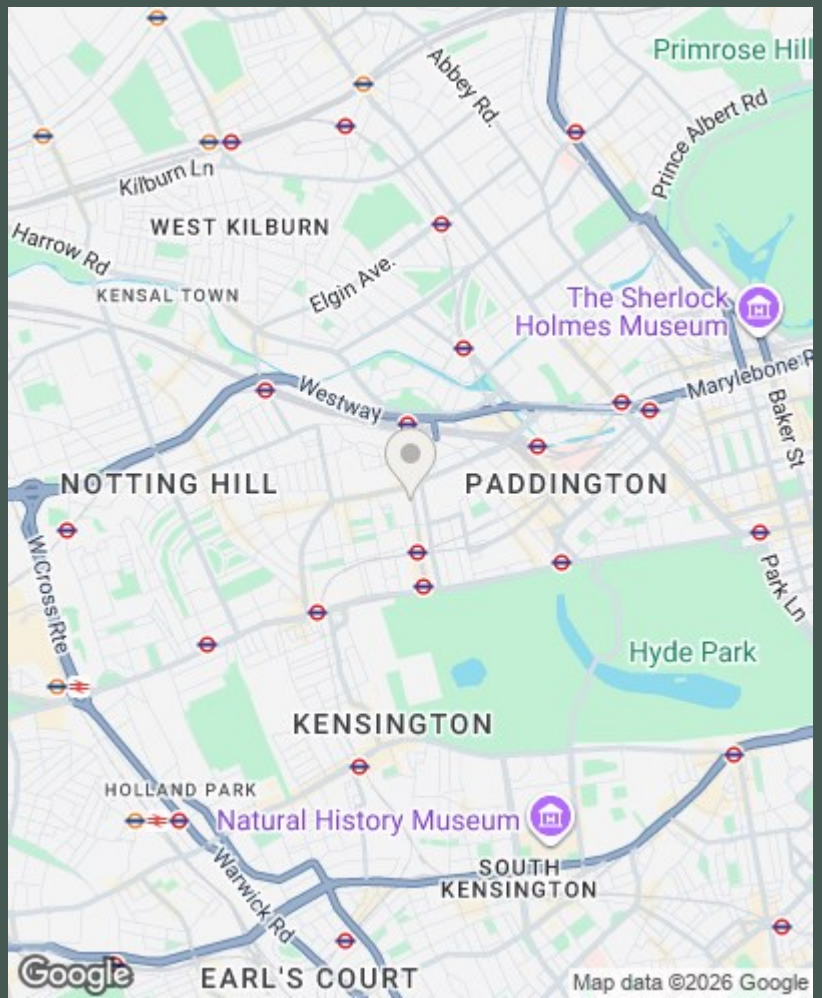 Primrose Hill
Abbey Rd.
Prince Albert Rd
Kilburn Ln
WEST KILBURN
Harrow Rd
Elgin Ave.
KENSAL TOWN
The Sherlock
Holmes Museum
Westway
Marylebone R
Baker St
NOTTING HILL
PADDINGTON
W Cross Rte
Park Ln
Hyde Park
KENSINGTON
HOLLAND PARK
Natural History Museum
SOUTH
KENSINGTON
Warwick Rd
EARL'S COURT
Google
Map data ©2026 Google